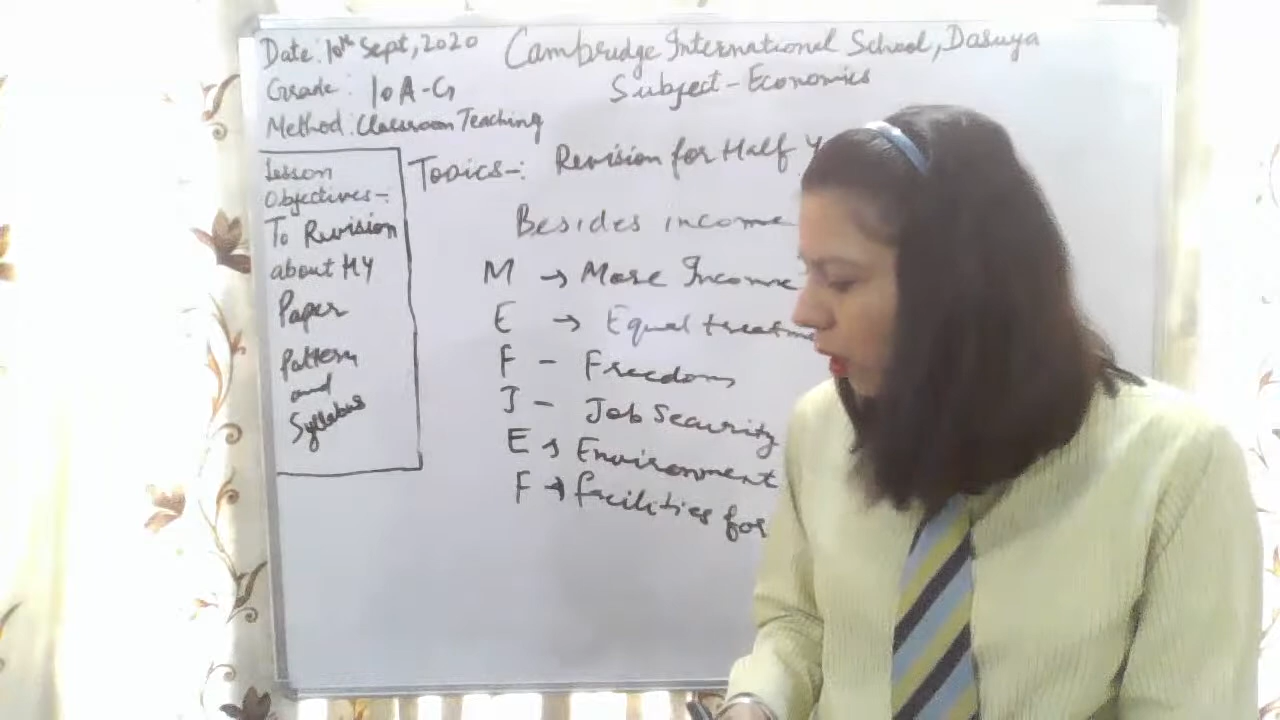 Date: 10th Sept, 2020
Cambridge International School, Dasuya
Grade: 10 A-G
Subject - Economics
Method: Classroom Teaching
Lesson
Objectives:-
To Revision
about HY
Paper
Pattern
and
Syllabus
Topics-: Revision for Half Y
Besides income
M → More Income
E → Equal treatm
F - Freedom
J - Job Security
E → Environment
F → facilities for